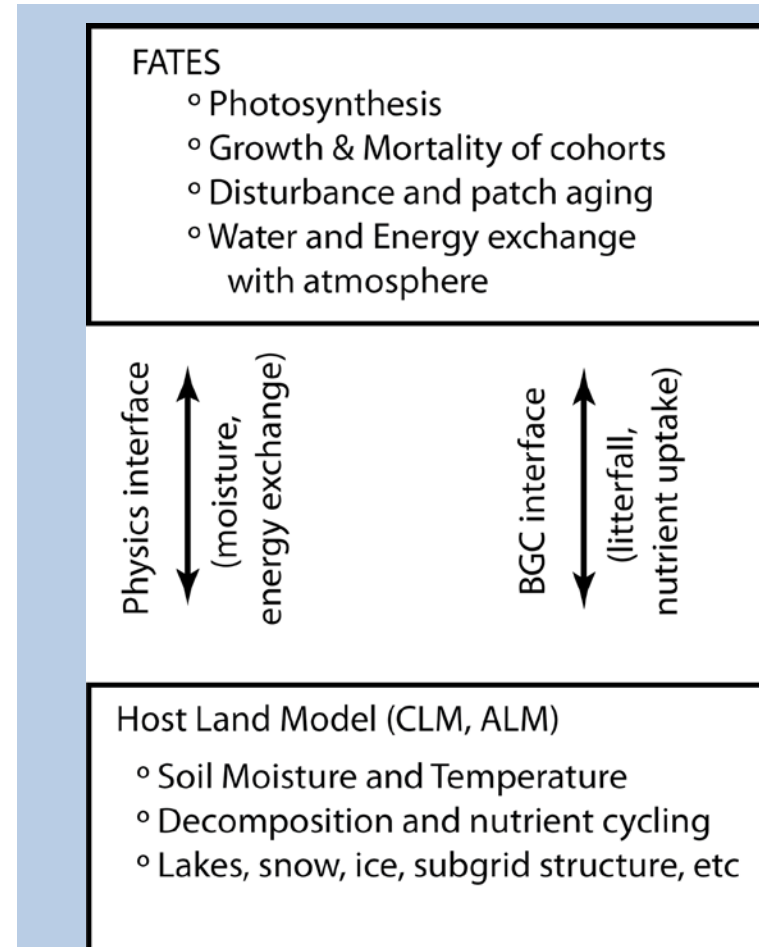 FATES
° Photosynthesis
° Growth & Mortality of cohorts
° Disturbance and patch aging
° Water and Energy exchange
with atmosphere
Physics interface
(moisture,
energy exchange)
BGC interface
(litterfall,
nutrient uptake)
Host Land Model (CLM, ALM)
° Soil Moisture and Temperature
° Decomposition and nutrient cycling
° Lakes, snow, ice, subgrid structure, etc